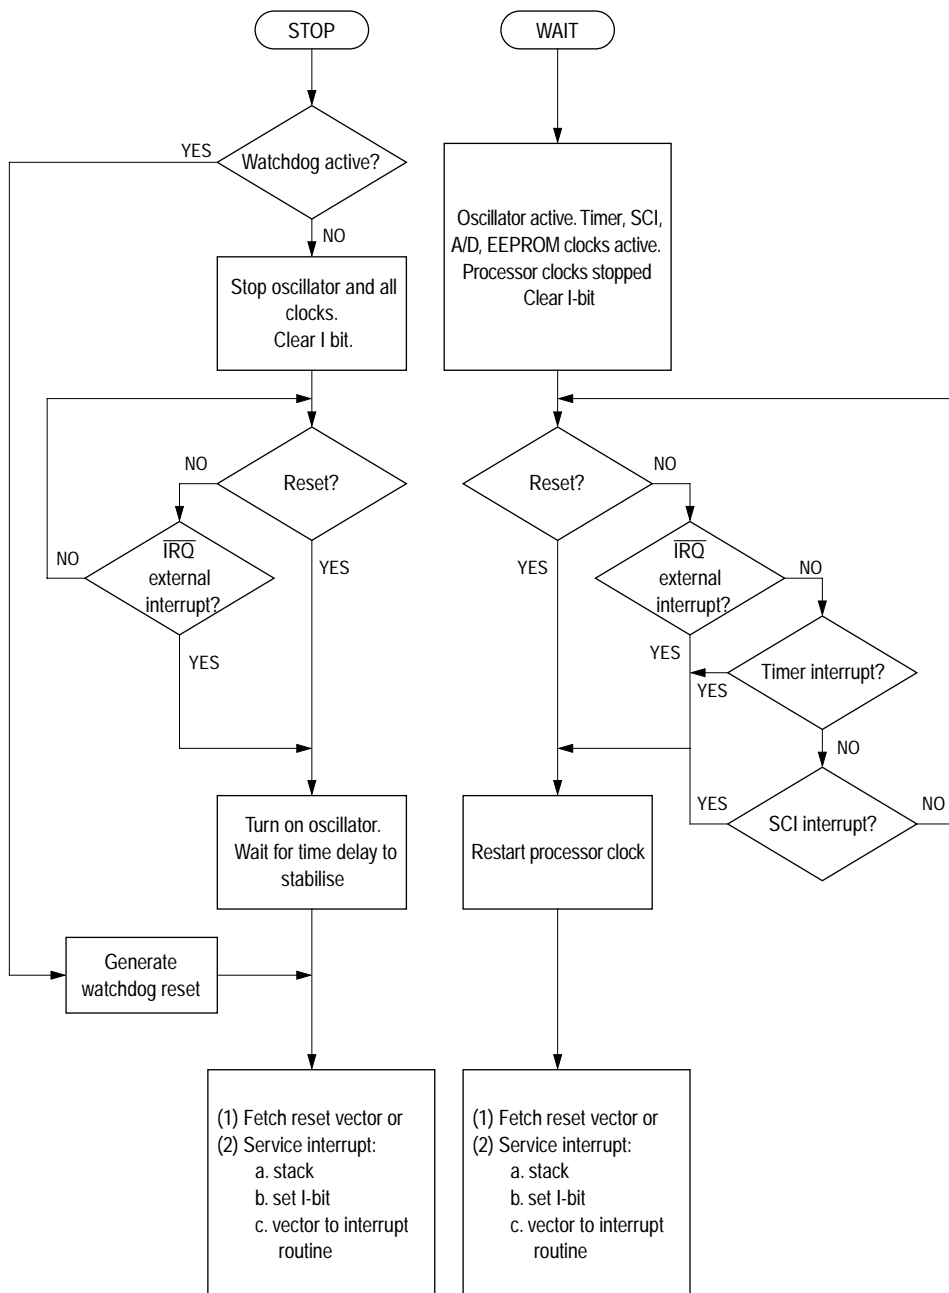 STOP
WAIT
YES
Watchdog active?
NO
Stop oscillator and all
clocks.
Clear I bit.
Oscillator active. Timer, SCI,
A/D, EEPROM clocks active.
Processor clocks stopped
Clear I-bit
NO
Reset?
YES
NO
IRQ
external
interrupt?
YES
Reset?
NO
YES
IRQ
external
interrupt?
NO
YES
Timer interrupt?
YES
NO
SCI interrupt?
YES
NO
Turn on oscillator.
Wait for time delay to
stabilise
Restart processor clock
Generate
watchdog reset
(1) Fetch reset vector or
(2) Service interrupt:
a. stack
b. set I-bit
c. vector to interrupt
routine
(1) Fetch reset vector or
(2) Service interrupt:
a. stack
b. set I-bit
c. vector to interrupt
routine